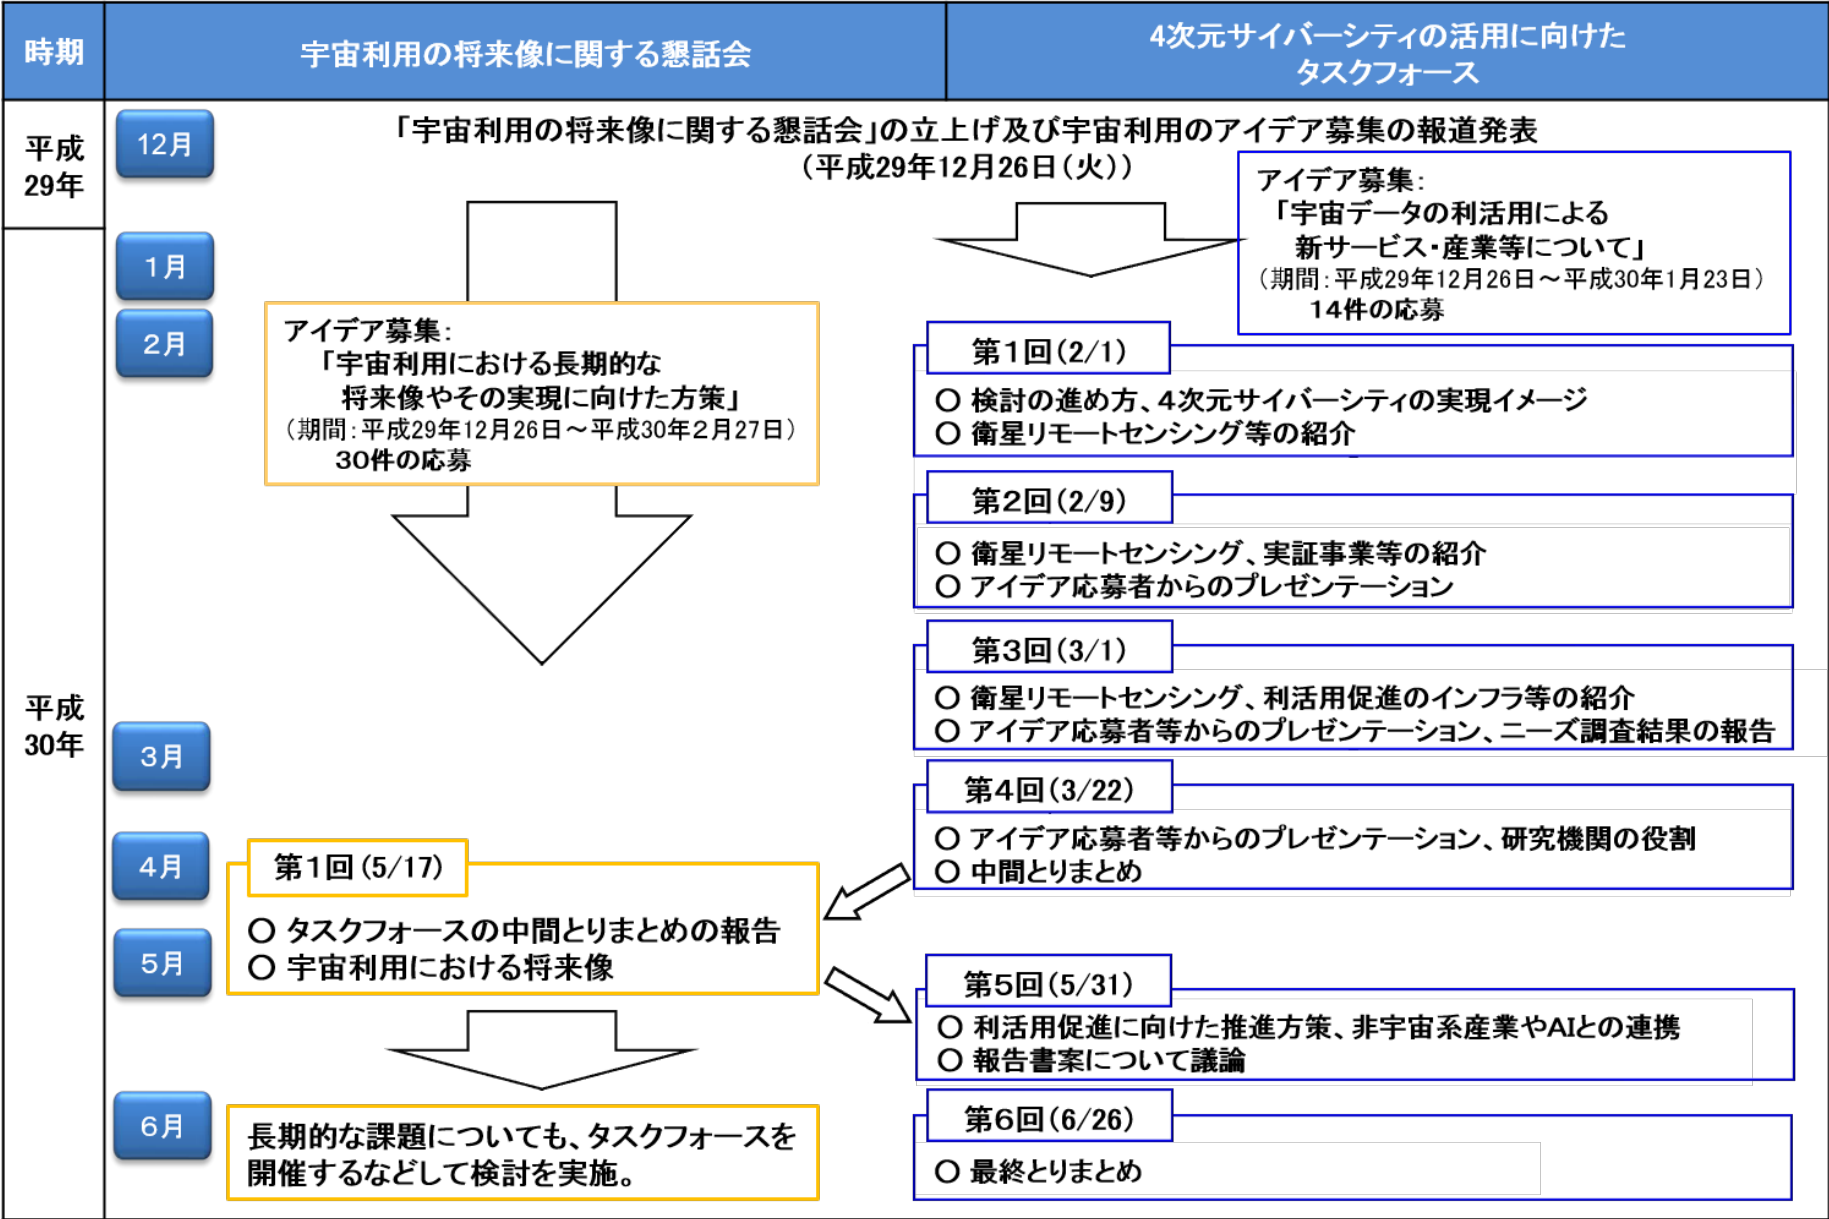 時期
宇宙利用の将来像に関する懇話会
4次元サイバーシティの活用に向けた
タスクフォース
平成
29年
12月
「宇宙利用の将来像に関する懇話会」の立上げ及び宇宙利用のアイデア募集の報道発表
(平成29年12月26日(火))
アイデア募集:
「宇宙データの利活用による
新サービス・産業等について」
(期間:平成29年12月26日～平成30年1月23日)
14件の応募
平成
30年
1月
2月
アイデア募集:
「宇宙利用における長期的な
将来像やその実現に向けた方策」
(期間:平成29年12月26日～平成30年2月27日)
30件の応募
第1回(2/1)
○ 検討の進め方、4次元サイバーシティの実現イメージ
○ 衛星リモートセンシング等の紹介
第2回(2/9)
○ 衛星リモートセンシング、実証事業等の紹介
○ アイデア応募者からのプレゼンテーション
3月
第3回(3/1)
○ 衛星リモートセンシング、利活用促進のインフラ等の紹介
○ アイデア応募者等からのプレゼンテーション、ニーズ調査結果の報告
第4回(3/22)
○ アイデア応募者等からのプレゼンテーション、研究機関の役割
○ 中間とりまとめ
4月
5月
第1回(5/17)
○ タスクフォースの中間とりまとめの報告
○ 宇宙利用における将来像
第5回(5/31)
○ 利活用促進に向けた推進方策、非宇宙系産業やAIとの連携
○ 報告書案について議論
6月
長期的な課題についても、タスクフォースを
開催するなどして検討を実施。
第6回(6/26)
○ 最終とりまとめ